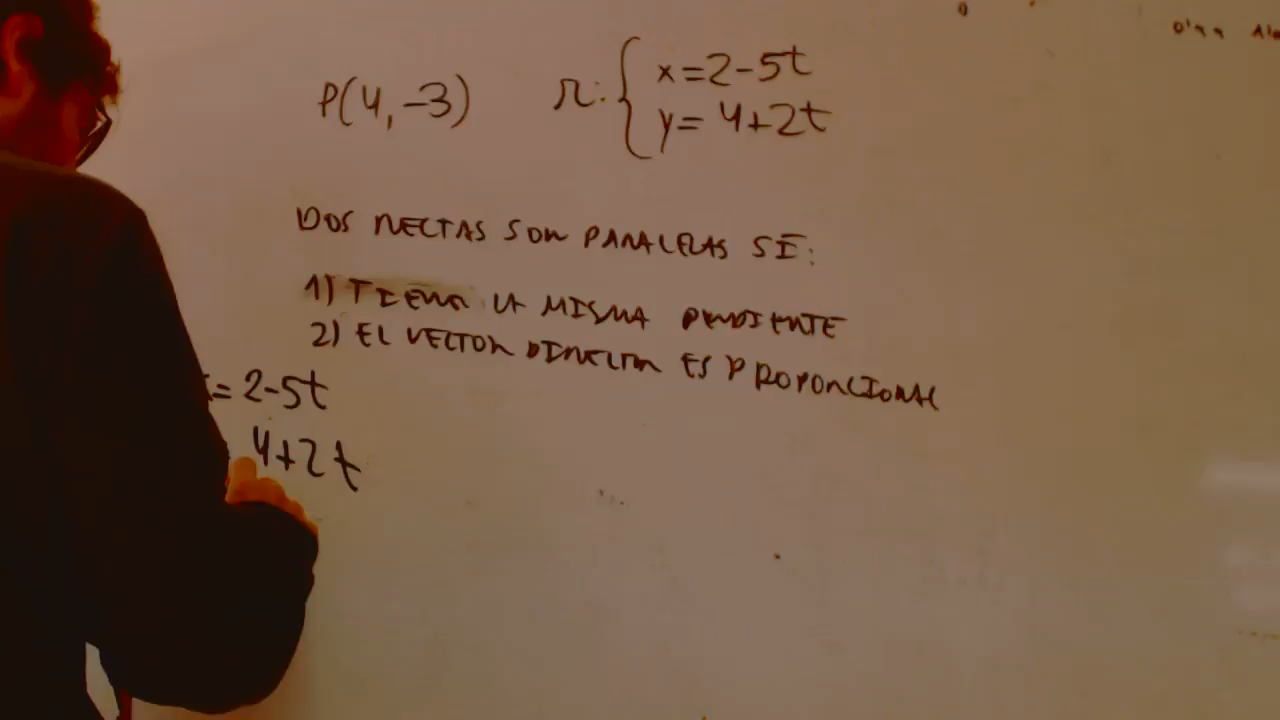 P(4,-3) r: { x=2-5t
y= 4+2t
DOS RECTAS SON PARALELAS SI:
1) TIENEN LA MISMA PENDIENTE
2) EL VECTOR DIRECTOR ES PROPORCIONAL
= 2-5t
4+2t